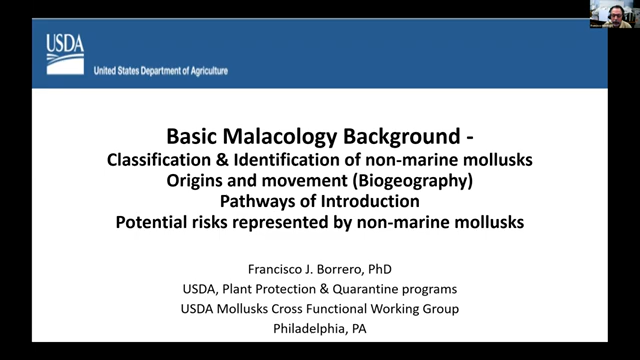 USDA
United States Department of Agriculture
Basic Malacology Background -
Classification & Identification of non-marine mollusks
Origins and movement (Biogeography)
Pathways of Introduction
Potential risks represented by non-marine mollusks
Francisco J. Borrero, PhD
USDA, Plant Protection & Quarantine programs
USDA Mollusks Cross Functional Working Group
Philadelphia, PA